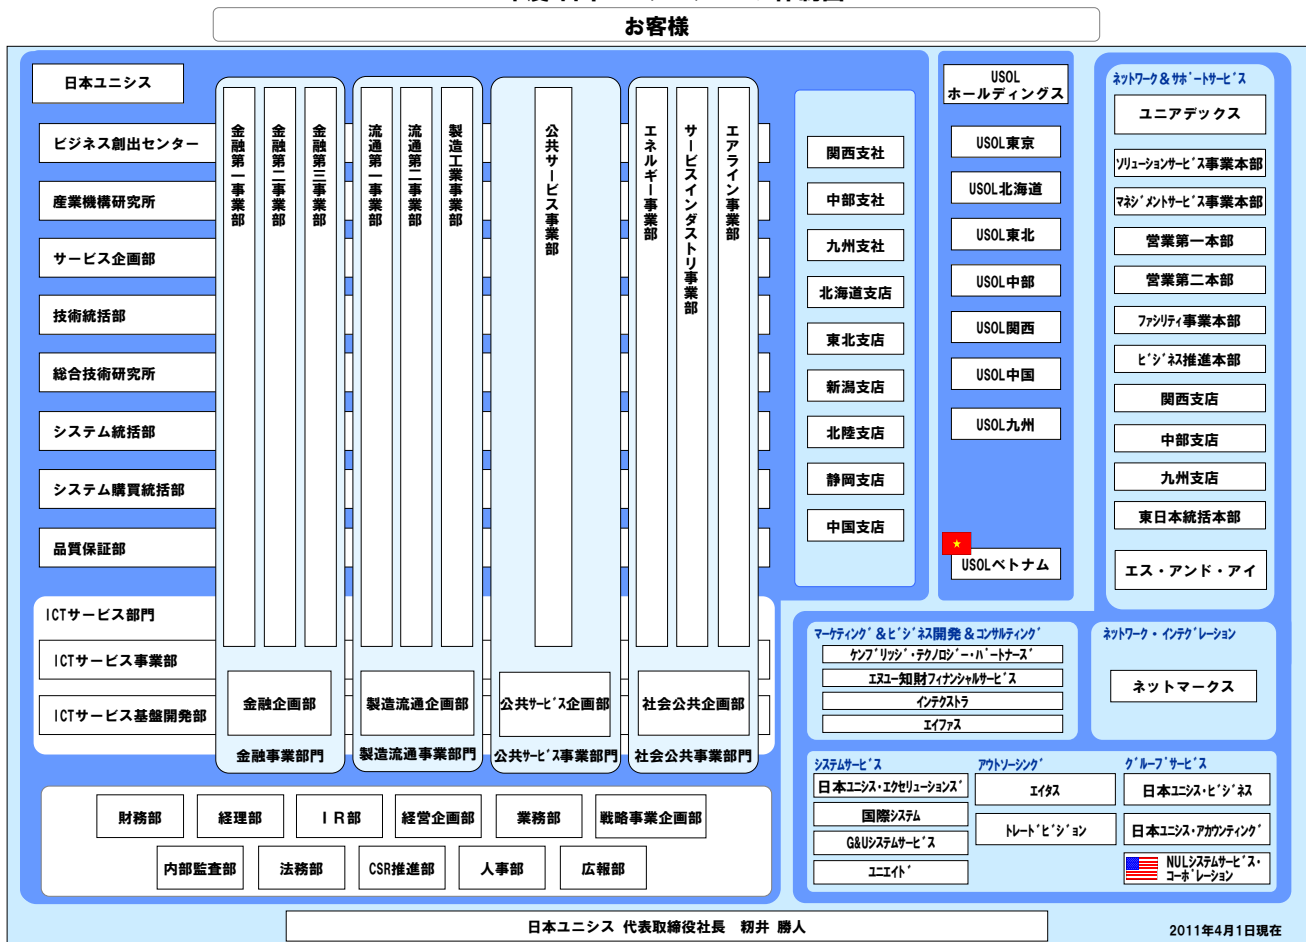 お客様
日本ユニシス
ビジネス創出センター
産業機構研究所
サービス企画部
技術統括部
総合技術研究所
システム統括部
システム購買統括部
品質保証部
ICTサービス部門
ICTサービス事業部
ICTサービス基盤開発部
金融第一事業部
金融第二事業部
金融第三事業部
金融企画部
金融事業部門
流通第一事業部
流通第二事業部
製造工業事業部
製造流通企画部
製造流通事業部門
公共サービス事業部
公共ｻｰﾋﾞｽ企画部
公共ｻｰﾋﾞｽ事業部門
エネルギー事業部
サービスインダストリ事業部
エアライン事業部
社会公共企画部
社会公共事業部門
関西支社
中部支社
九州支社
北海道支店
東北支店
新潟支店
北陸支店
静岡支店
中国支店
USOL
ホールディングス
USOL東京
USOL北海道
USOL東北
USOL中部
USOL関西
USOL中国
USOL九州
USOLベトナム
ﾈｯﾄﾜｰｸ＆ｻﾎﾟｰﾄｻｰﾋﾞｽ
ユニアデックス
ｿﾘｭｰｼｮﾝｻｰﾋﾞｽ事業本部
ﾏﾈｼﾞﾒﾝﾄｻｰﾋﾞｽ事業本部
営業第一本部
営業第二本部
ﾌｧｼﾘﾃｨ事業本部
ﾋﾞｼﾞﾈｽ推進本部
関西支店
中部支店
九州支店
東日本統括本部
エス・アンド・アイ
ﾏｰｹﾃｨﾝｸﾞ＆ﾋﾞｼﾞﾈｽ開発＆ｺﾝｻﾙﾃｨﾝｸﾞ
ｹﾝﾌﾞﾘｯｼﾞ・ﾃｸﾉﾛｼﾞｰ・ﾊﾟｰﾄﾅｰｽﾞ
ｴﾇﾕｰ知財ﾌｨﾅﾝｼｬﾙｻｰﾋﾞｽ
ｲﾝﾃｸｽﾄﾗ
ｴｲﾌｧｽ
ﾈｯﾄﾜｰｸ・ｲﾝﾃｸﾞﾚｰｼｮﾝ
ネットマークス
ｼｽﾃﾑｻｰﾋﾞｽ
日本ﾕﾆｼｽ・ｴｸｾﾘｭｰｼｮﾝｽﾞ
国際ｼｽﾃﾑ
G&Uｼｽﾃﾑｻｰﾋﾞｽ
ﾕﾆｴｲﾄﾞ
ｱｳﾄｿｰｼﾝｸﾞ
ｴｲﾀｽ
ﾄﾚｰﾄﾞﾋﾞｼﾞｮﾝ
ｸﾞﾙｰﾌﾟｻｰﾋﾞｽ
日本ﾕﾆｼｽ・ﾋﾞｼﾞﾈｽ
日本ﾕﾆｼｽ・ｱｶｳﾝﾃｨﾝｸﾞ
NULｼｽﾃﾑｻｰﾋﾞｽ・
ｺｰﾎﾟﾚｰｼｮﾝ
財務部
経理部
ＩＲ部
経営企画部
業務部
戦略事業企画部
内部監査部
法務部
CSR推進部
人事部
広報部
日本ユニシス 代表取締役社長 籾井 勝人
2011年4月1日現在